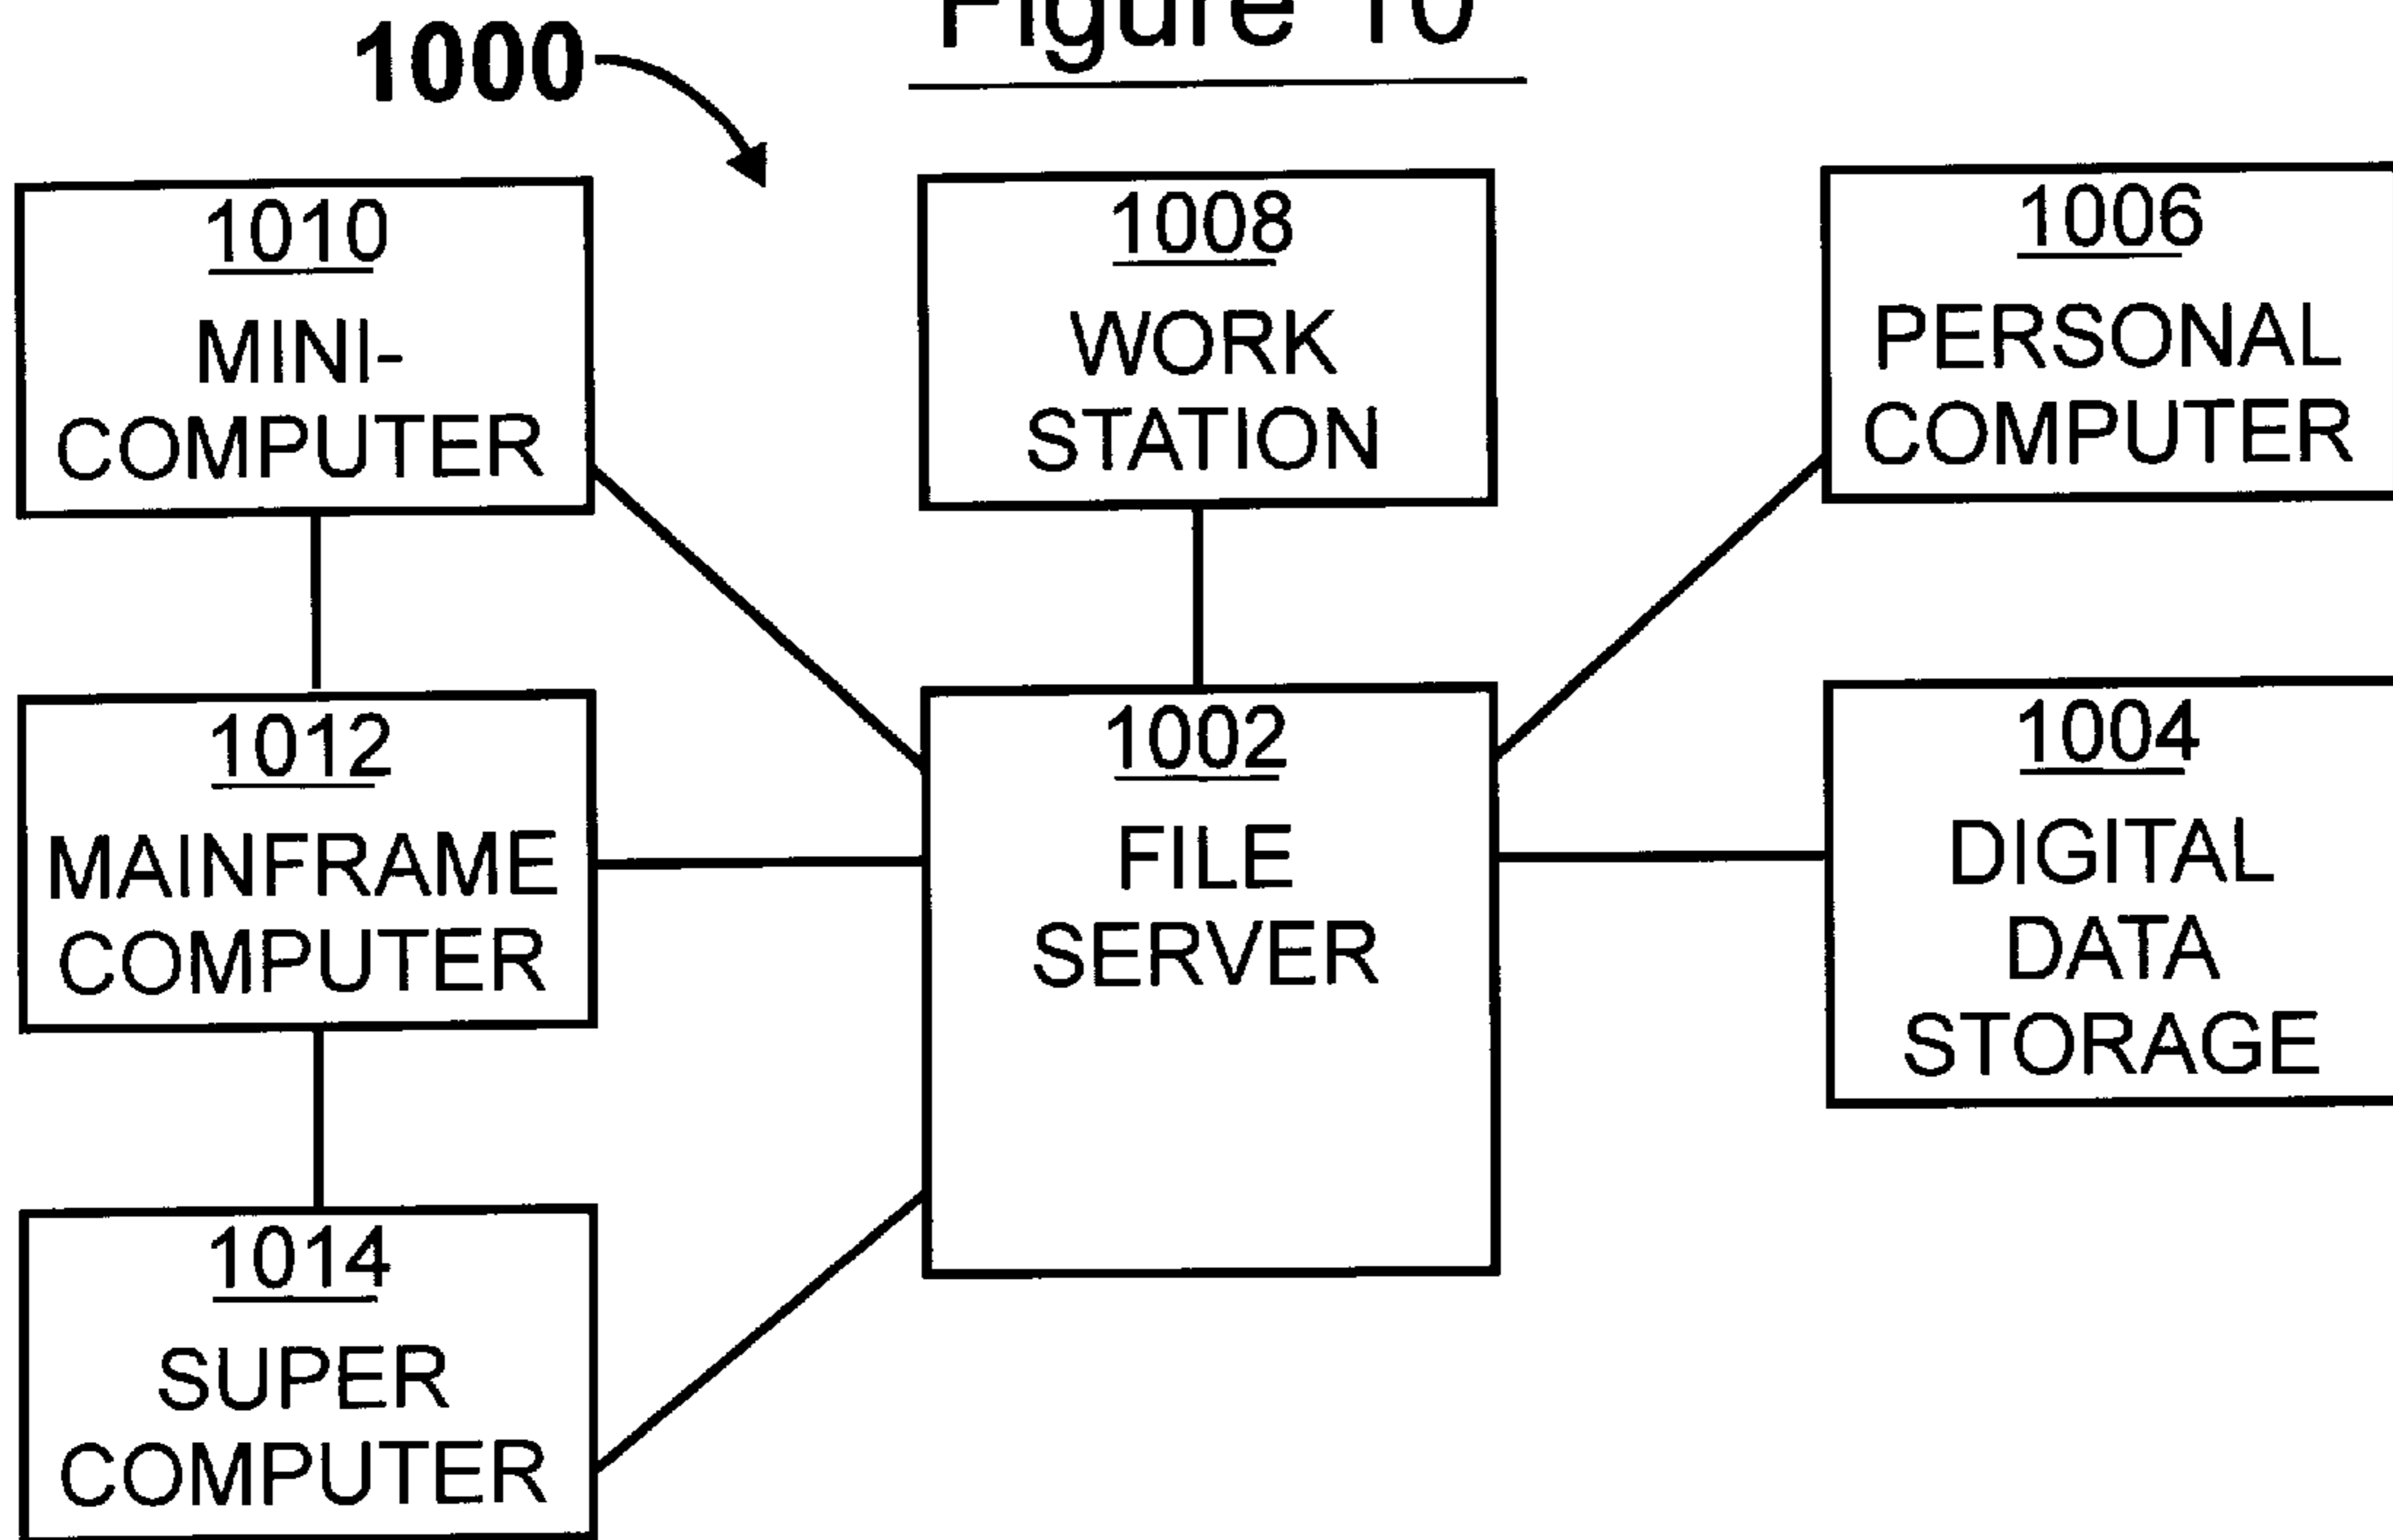 Figure 10
1000
1010
MINI-
COMPUTER
1008
WORK
STATION
1006
PERSONAL
COMPUTER
1012
MAINFRAME
COMPUTER
1002
FILE
SERVER
1004
DIGITAL
DATA
STORAGE
1014
SUPER
COMPUTER